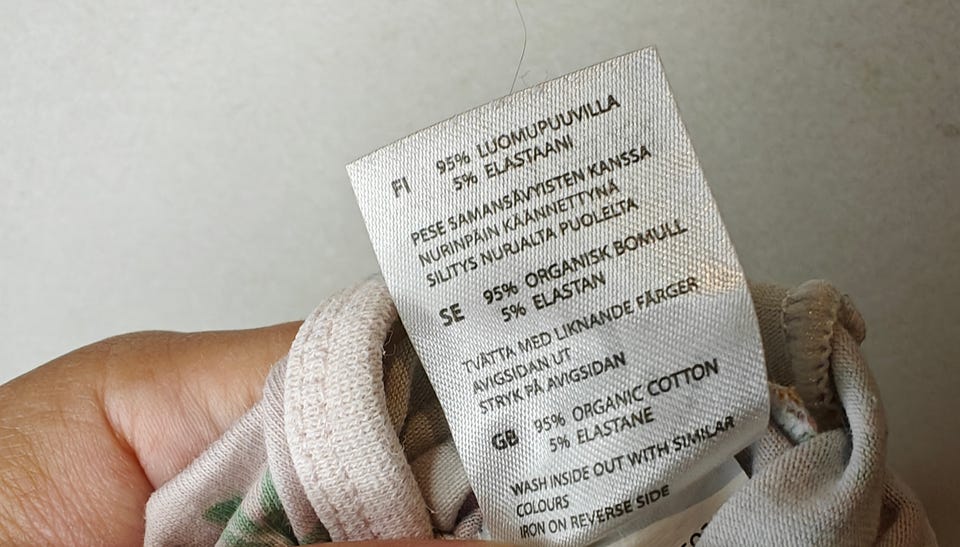 FI 95% LUOMUPUUVILLA
5% ELASTAANI
PESE SAMANSÄVYISTEN KANSSA
NURINPÄIN KÄÄNNETTYNÄ
SILITYS NURJALTA PUOLELTA
SE 95% ORGANISK BOMULL
5% ELASTAN
TVÄTTA MED LIKNANDE FÄRGER
AVIGSIDAN UT
STRYK PÅ AVIGSIDAN
GB 95% ORGANIC COTTON
5% ELASTANE
WASH INSIDE OUT WITH SIMILAR
COLOURS
IRON ON REVERSE SIDE